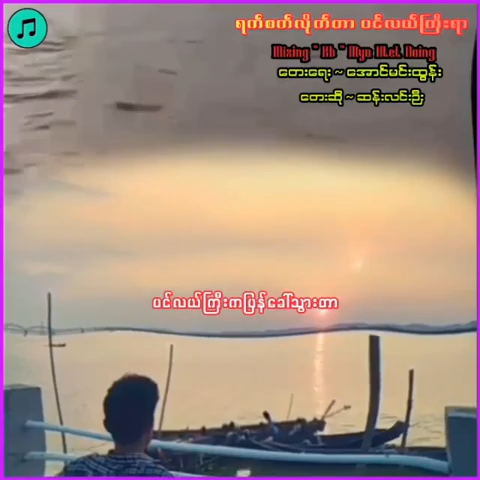 ရက်စက်လိုက်တာ ပင်လယ်ကြီးရာ
Mixing ~ Kb ~ Myo Htet Naing
တေးရေး ~ အောင်မင်းထွန်း
တေးဆို ~ ဆန်းလင်းဦး
ပင်လယ်ကြီးကပြန်ခေါ်သွားတာ